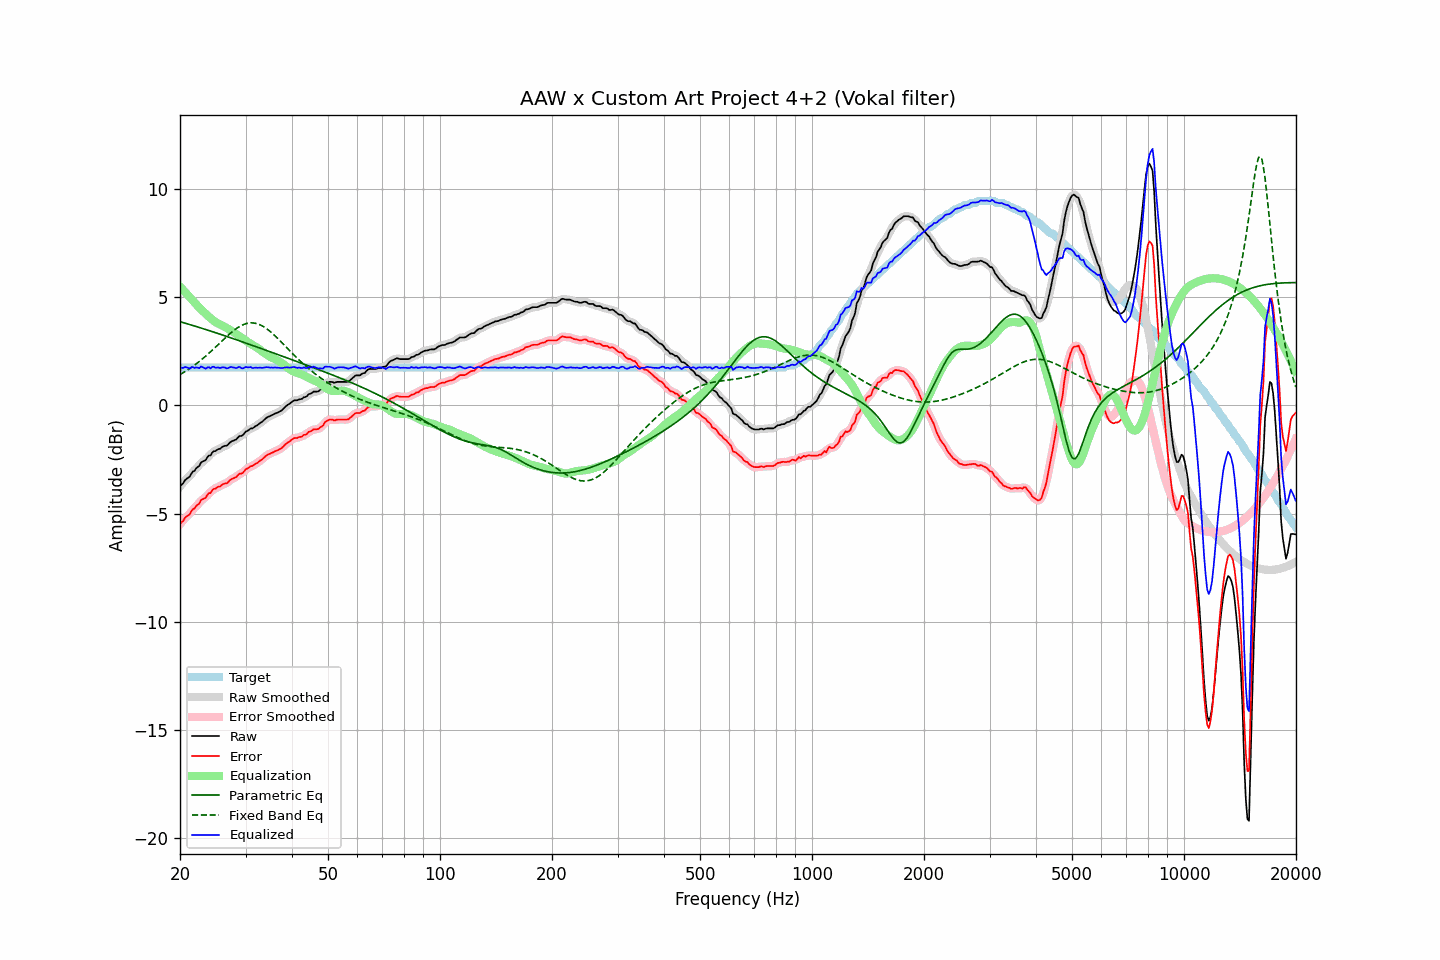 AAW x Custom Art Project 4+2 (Vokal filter)
Amplitude (dBr)
10
5
0
−5
−10
−15
−20
Target
Raw Smoothed
Error Smoothed
Raw
Error
Equalization
Parametric Eq
Fixed Band Eq
Equalized
20 50 100 200 500 1000 2000 5000 10000 20000
Frequency (Hz)